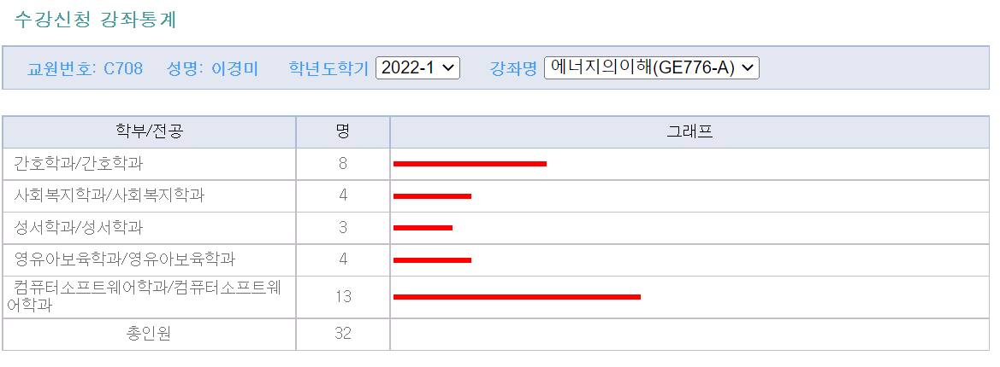 수강신청 강좌통계
교원번호: C708 성명: 이경미 학년도학기 2022-1 강좌명 에너지의이해(GE776-A)
학부/전공 명 그래프
간호학과/간호학과 8
사회복지학과/사회복지학과 4
성서학과/성서학과 3
영유아보육학과/영유아보육학과 4
컴퓨터소프트웨어학과/컴퓨터소프트웨
어학과 13
총인원 32